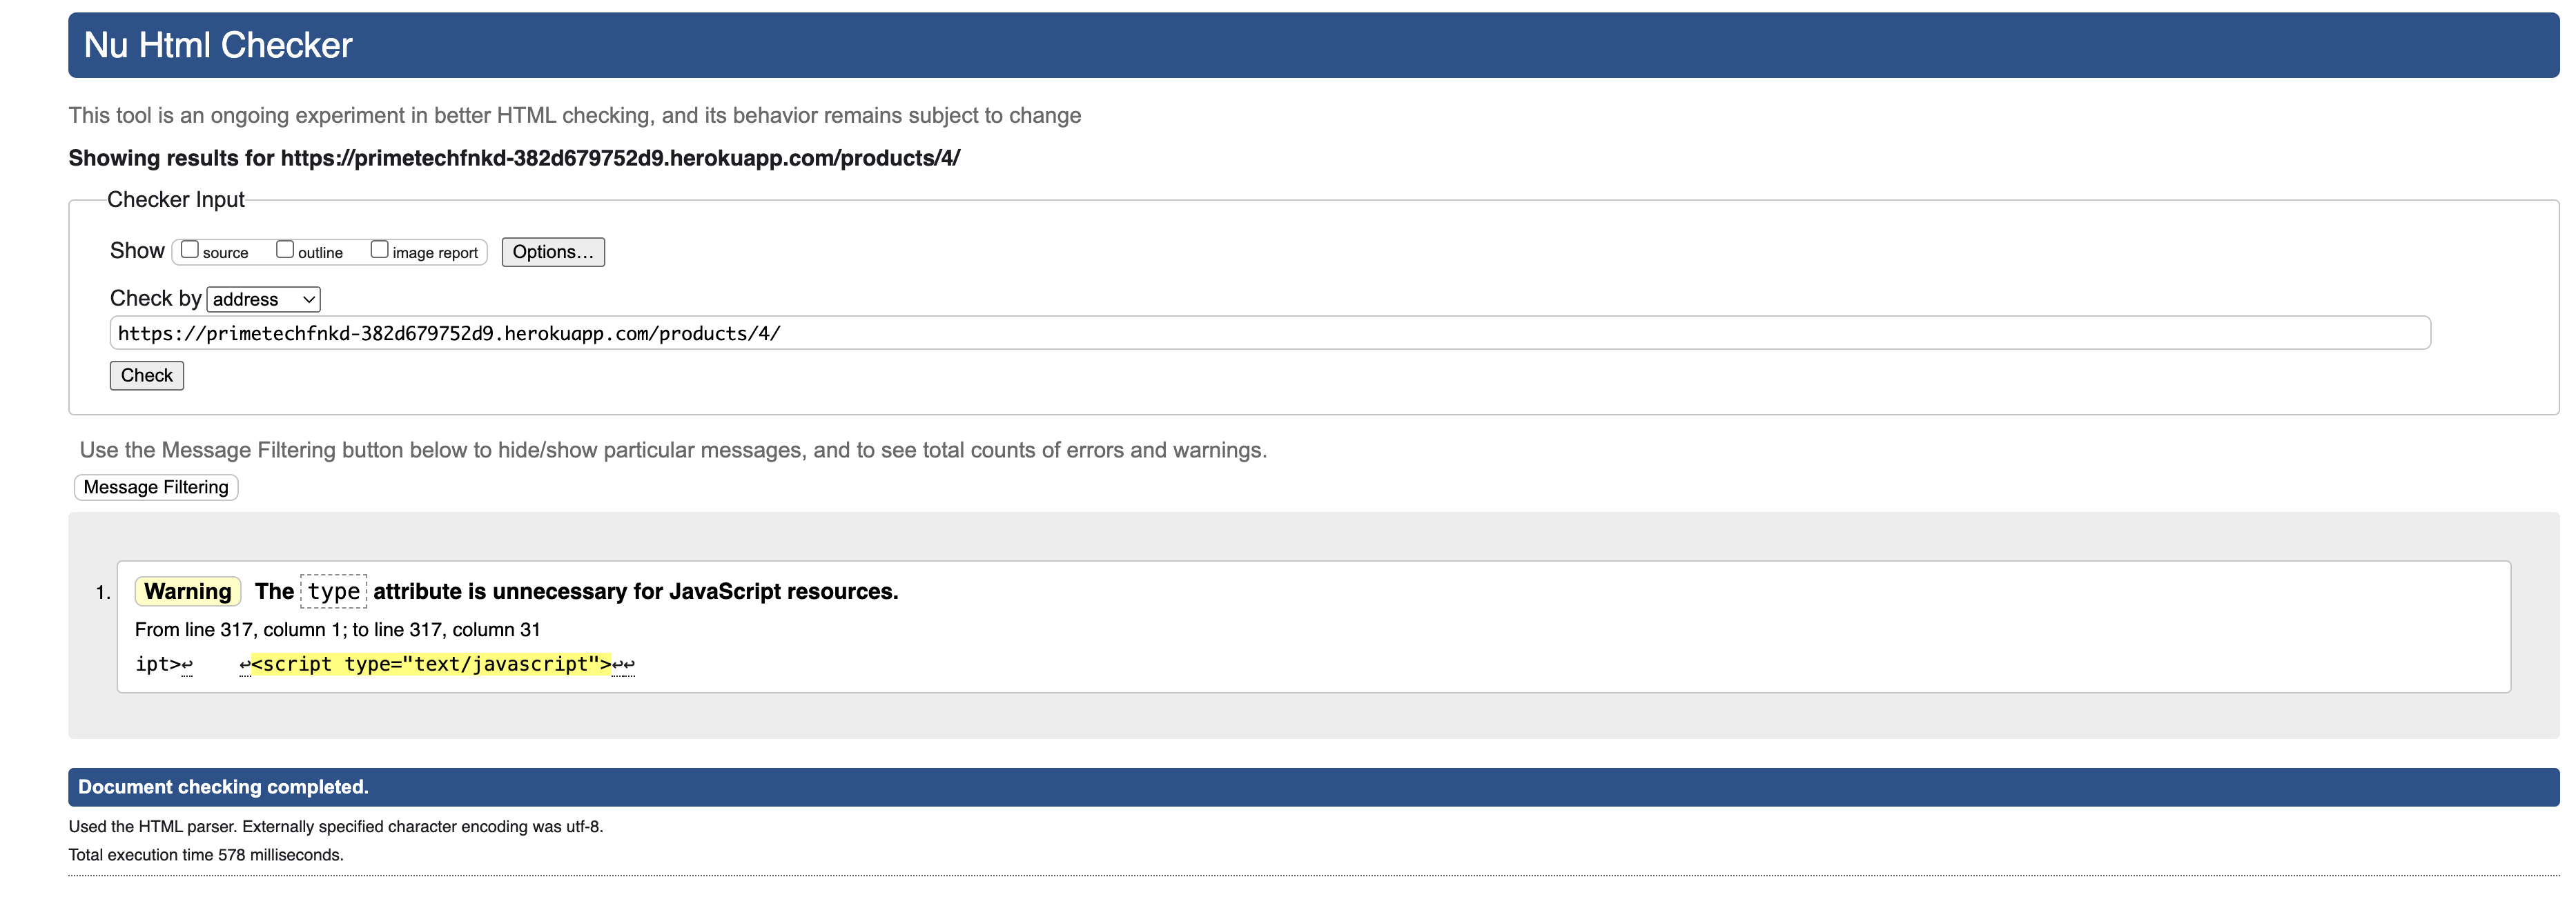 Nu Html Checker
This tool is an ongoing experiment in better HTML checking, and its behavior remains subject to change
Showing results for https://primetechfnkd-382d679752d9.herokuapp.com/products/4/
Checker Input
Show source outline image report Options…
Check by address
https://primetechfnkd-382d679752d9.herokuapp.com/products/4/
Check
Use the Message Filtering button below to hide/show particular messages, and to see total counts of errors and warnings.
Message Filtering
1. Warning The type attribute is unnecessary for JavaScript resources.
From line 317, column 1; to line 317, column 31
ipt>↩    ↩<script type="text/javascript">↩↩
Document checking completed.
Used the HTML parser. Externally specified character encoding was utf-8.
Total execution time 578 milliseconds.